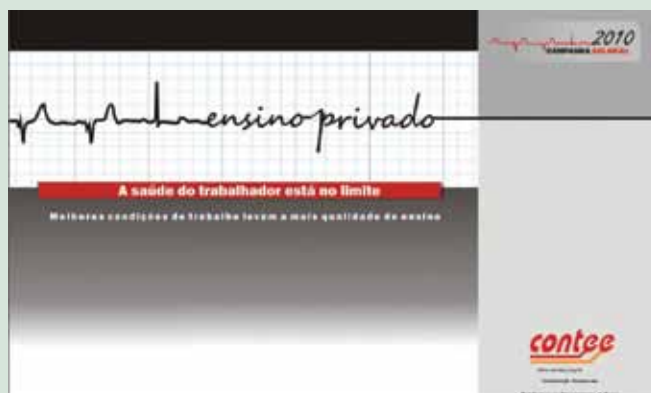 2010
CAMPANHA SALARIAL
ensino privado
A saúde do trabalhador está no limite
Melhores condições de trabalho levam a mais qualidade de ensino
contee